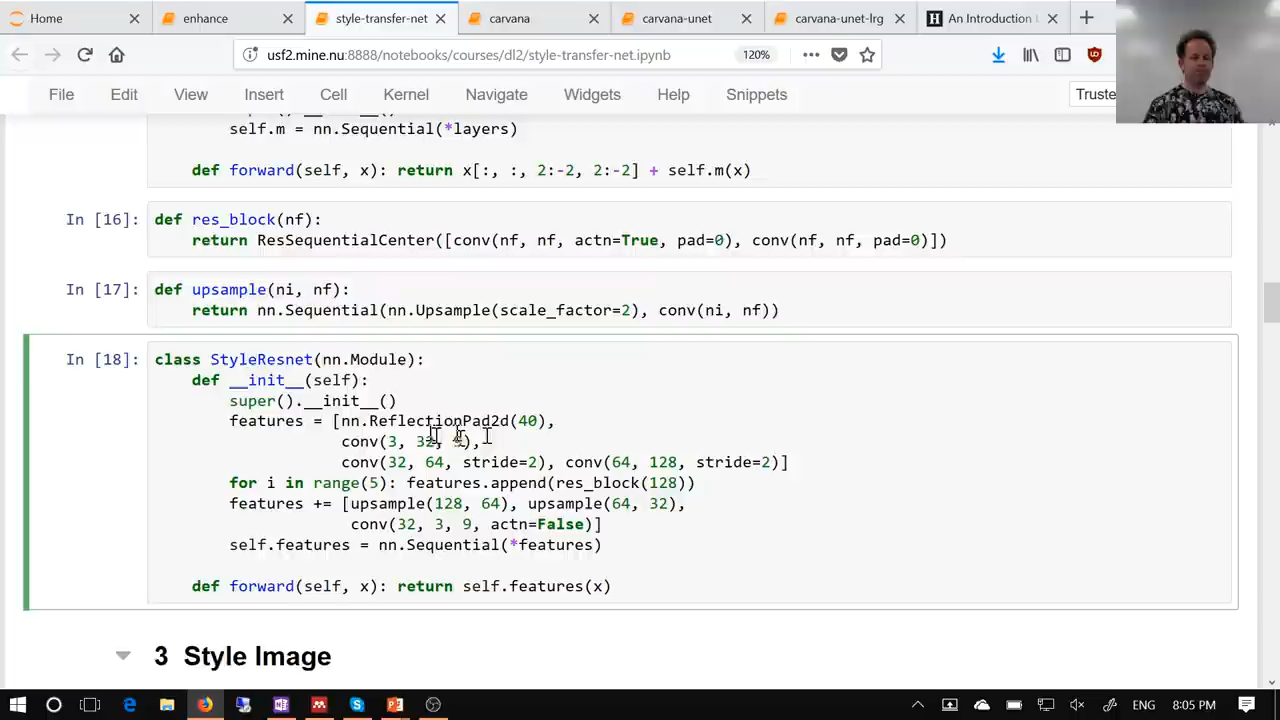 Home
enhance
style-transfer-net
carvana
carvana-unet
carvana-unet-lrg
An Introduction
usf2.mine.nu:8888/notebooks/courses/dl2/style-transfer-net.ipynb
120%
File Edit View Insert Cell Kernel Navigate Widgets Help Snippets
self.m = nn.Sequential(*layers)
def forward(self, x): return x[:, :, 2:-2, 2:-2] + self.m(x)
In [16]: def res_block(nf):
return ResSequentialCenter([conv(nf, nf, actn=True, pad=0), conv(nf, nf, pad=0)])
In [17]: def upsample(ni, nf):
return nn.Sequential(nn.Upsample(scale_factor=2), conv(ni, nf))
In [18]: class StyleResnet(nn.Module):
def __init__(self):
super().__init__()
features = [nn.ReflectionPad2d(40),
conv(3, 32, 9),
conv(32, 64, stride=2), conv(64, 128, stride=2)]
for i in range(5): features.append(res_block(128))
features += [upsample(128, 64), upsample(64, 32),
conv(32, 3, 9, actn=False)]
self.features = nn.Sequential(*features)
def forward(self, x): return self.features(x)
3 Style Image
ENG
8:05 PM